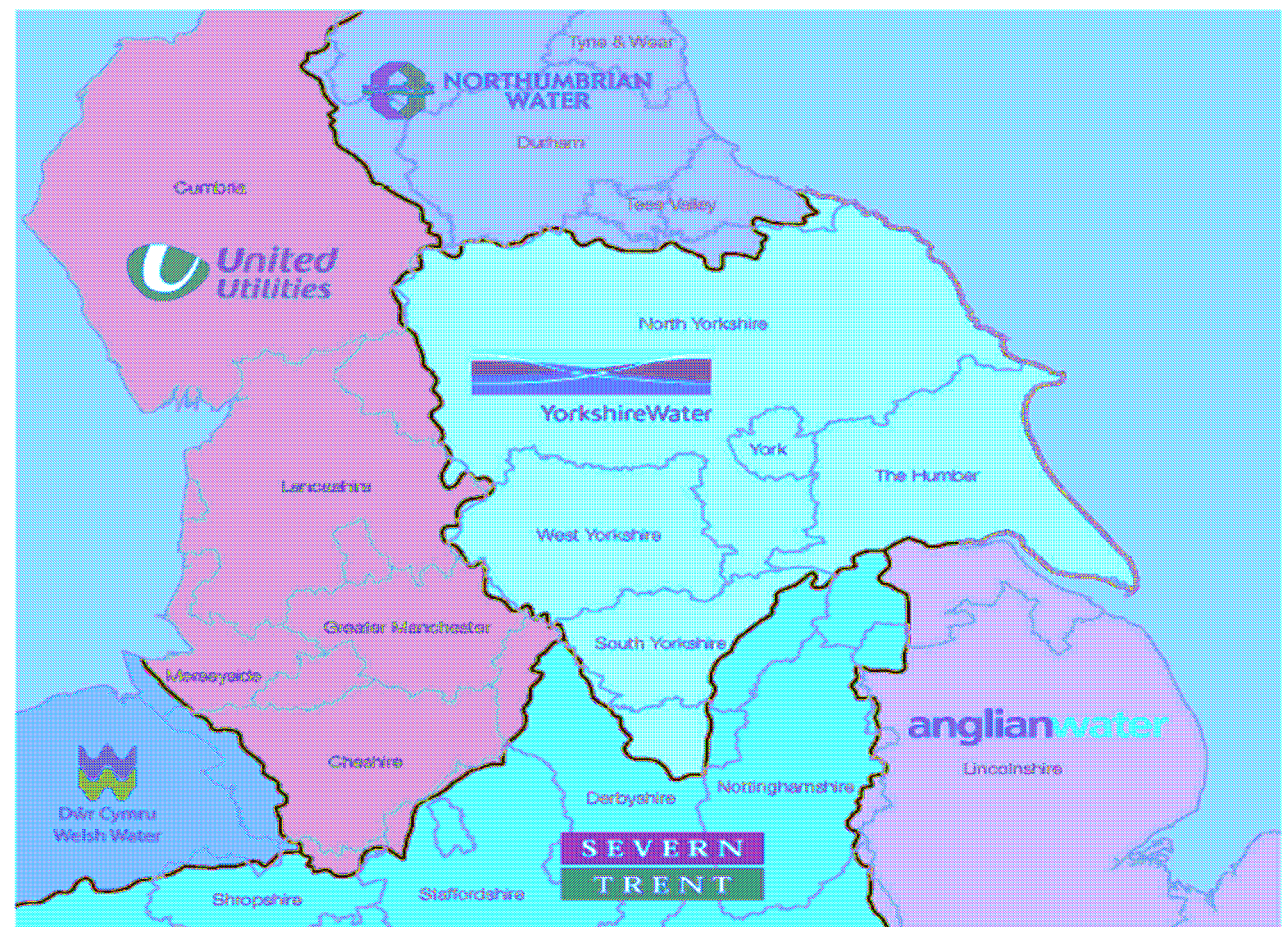 Tyne & Wear
NORTHUMBRIAN
WATER
Durham
Cumbria
Tees Valley
United
Utilities
North Yorkshire
YorkshireWater
York
The Humber
Lancashire
West Yorkshire
Greater Manchester
South Yorkshire
Merseyside
anglianwater
Cheshire
Lincolnshire
Nottinghamshire
Derbyshire
Dŵr Cymru
Welsh Water
SEVERN
TRENT
Staffordshire
Shropshire